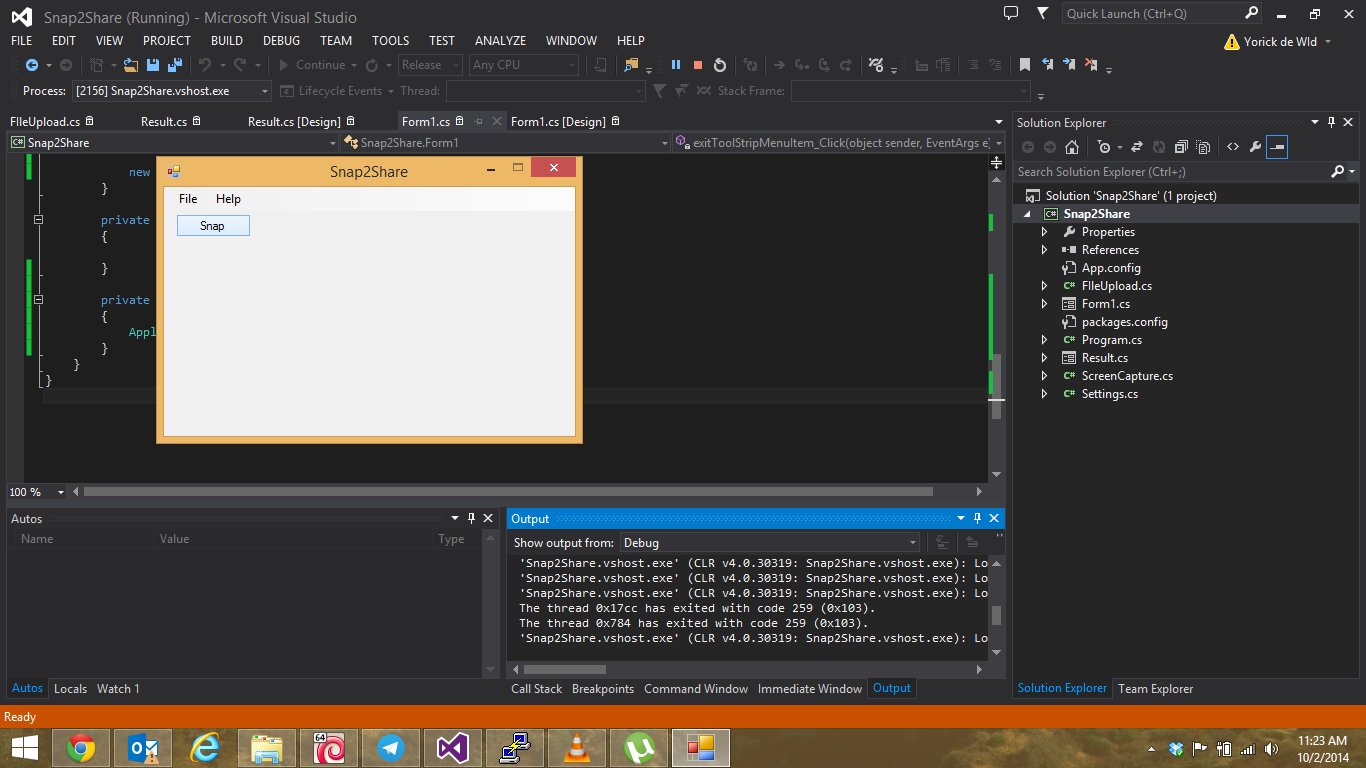 Snap2Share (Running) - Microsoft Visual Studio
Quick Launch (Ctrl+Q)
FILE EDIT VIEW PROJECT BUILD DEBUG TEAM TOOLS TEST ANALYZE WINDOW HELP
Yorick de Wld
Continue Release Any CPU
Process: [2156] Snap2Share.vshost.exe Lifecycle Events Thread: Stack Frame:
FIleUpload.cs Result.cs Result.cs [Design] Form1.cs Form1.cs [Design]
Snap2Share Snap2Share.Form1 exitToolStripMenuItem_Click(object sender, EventArgs e)
new
}
private
{
}
private
{
Appl
}
}
}
Snap2Share
File Help
Snap
100 %
Solution Explorer
Search Solution Explorer (Ctrl+;)
Solution 'Snap2Share' (1 project)
Snap2Share
Properties
References
App.config
FIleUpload.cs
Form1.cs
packages.config
Program.cs
Result.cs
ScreenCapture.cs
Settings.cs
Autos
Name Value Type
Autos Locals Watch 1
Output
Show output from: Debug
'Snap2Share.vshost.exe' (CLR v4.0.30319: Snap2Share.vshost.exe): Lo
'Snap2Share.vshost.exe' (CLR v4.0.30319: Snap2Share.vshost.exe): Lo
'Snap2Share.vshost.exe' (CLR v4.0.30319: Snap2Share.vshost.exe): Lo
The thread 0x17cc has exited with code 259 (0x103).
The thread 0x784 has exited with code 259 (0x103).
'Snap2Share.vshost.exe' (CLR v4.0.30319: Snap2Share.vshost.exe): Lo
Call Stack Breakpoints Command Window Immediate Window Output
Solution Explorer Team Explorer
Ready
64
11:23 AM
10/2/2014